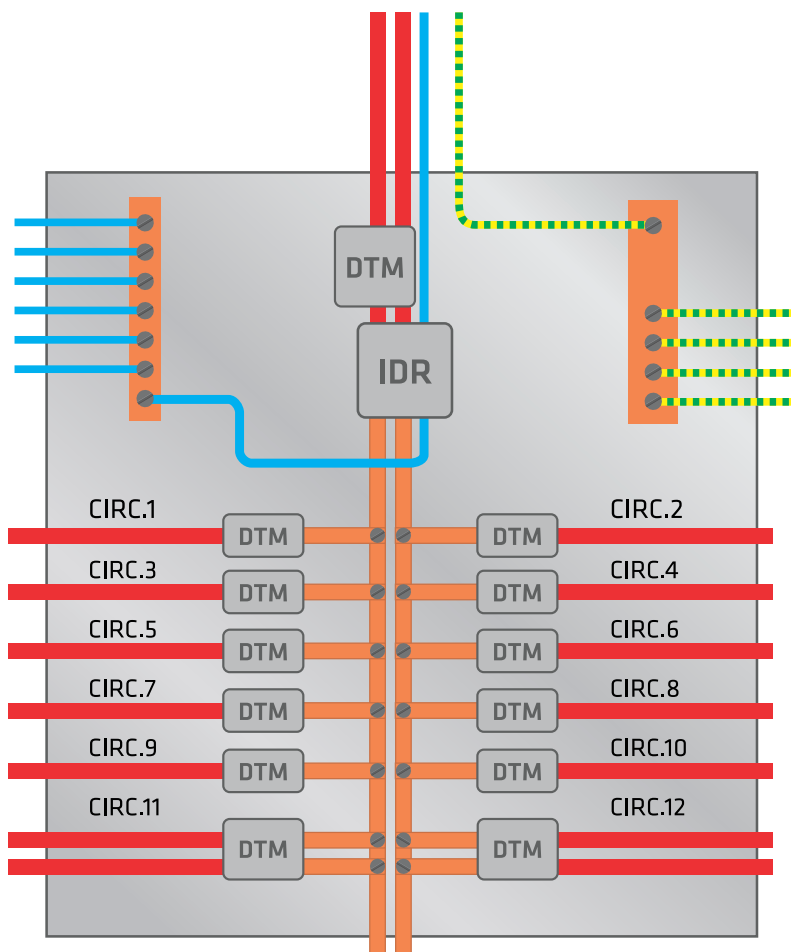 DTM
IDR
CIRC.1
CIRC.2
DTM
DTM
CIRC.3
CIRC.4
DTM
DTM
CIRC.5
CIRC.6
DTM
DTM
CIRC.7
CIRC.8
DTM
DTM
CIRC.9
CIRC.10
DTM
DTM
CIRC.11
CIRC.12
DTM
DTM